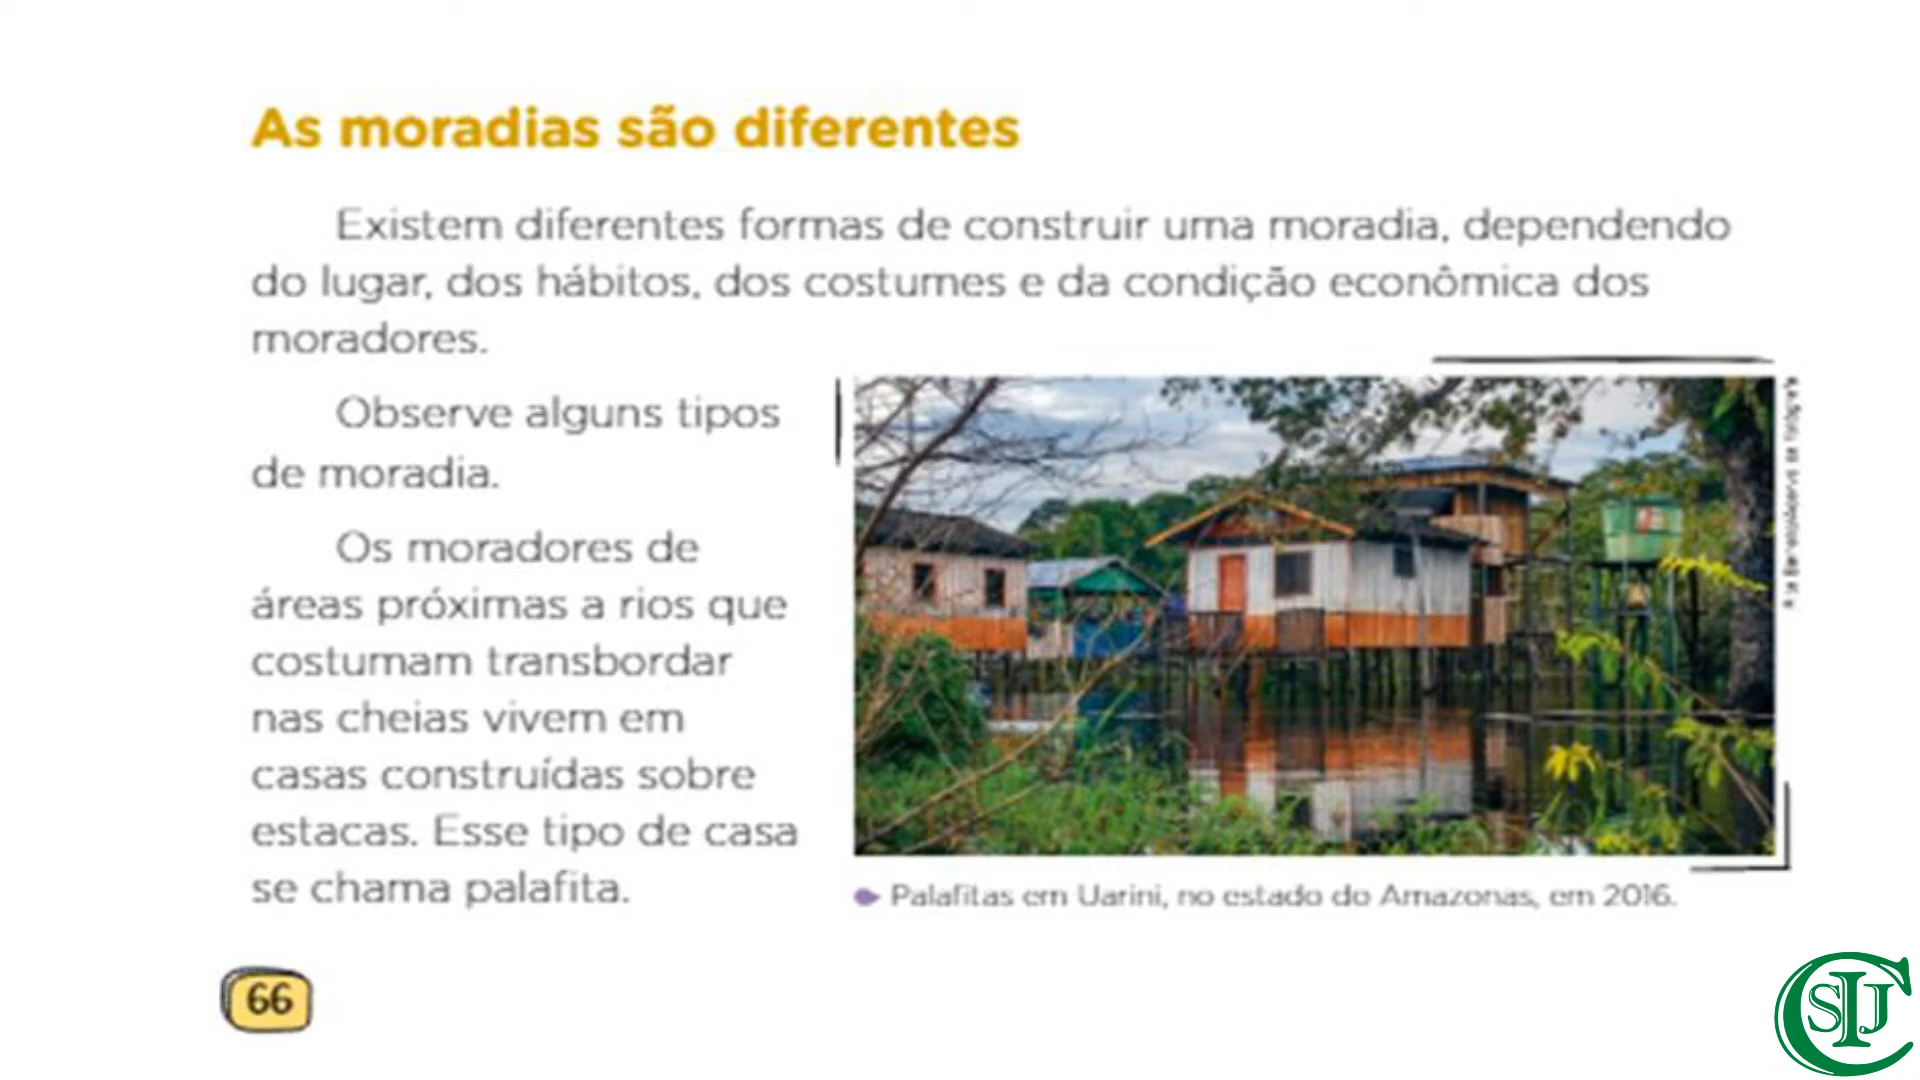 As moradias são diferentes
Existem diferentes formas de construir uma moradia, dependendo
do lugar, dos hábitos, dos costumes e da condição econômica dos
moradores.
Observe alguns tipos
de moradia.
Os moradores de
áreas próximas a rios que
costumam transbordar
nas cheias vivem em
casas construídas sobre
estacas. Esse tipo de casa
se chama palafita.
Palafitas em Uarini, no estado do Amazonas, em 2016.
66
CSIJ